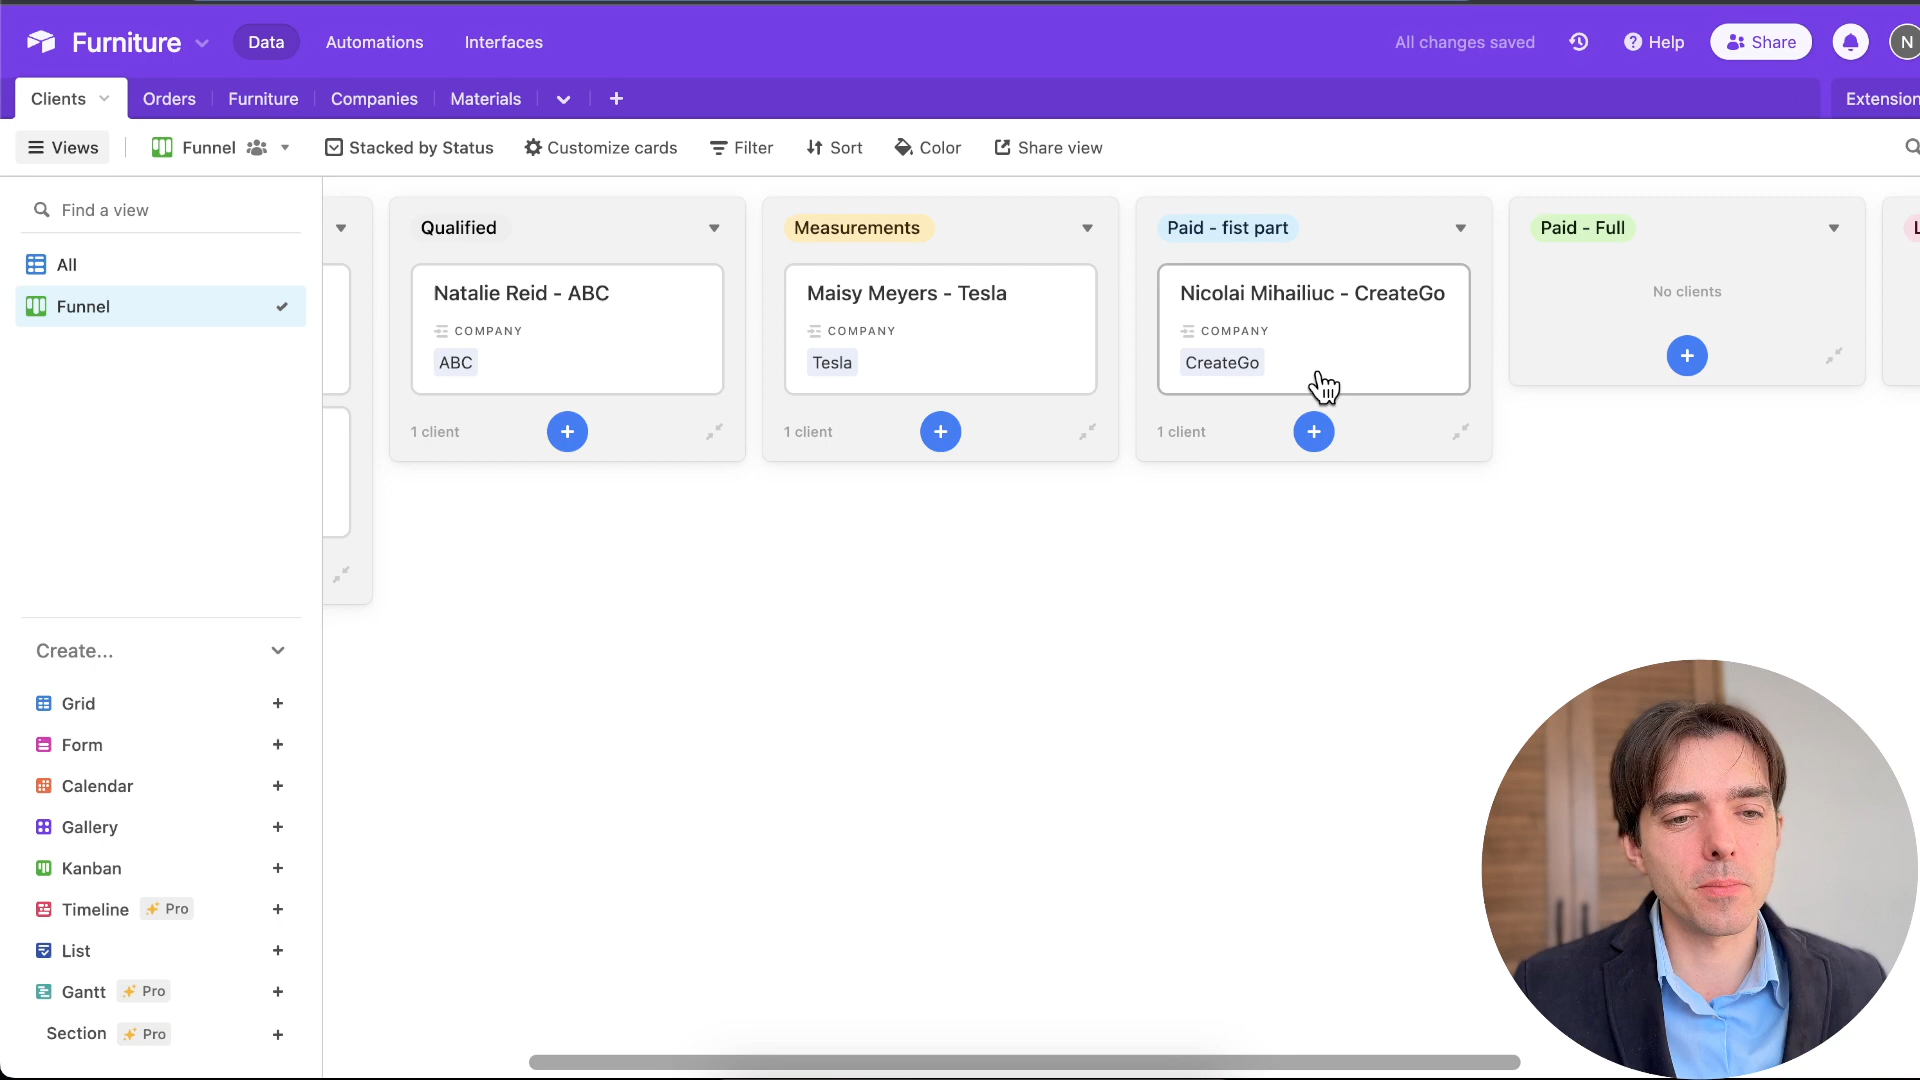 Furniture
Data
Automations
Interfaces
All changes saved
Help
Share
N
Clients
Orders
Furniture
Companies
Materials
Extension
Views
Funnel
Stacked by Status
Customize cards
Filter
Sort
Color
Share view
Find a view
All
Funnel
Create...
Grid
Form
Calendar
Gallery
Kanban
Timeline Pro
List
Gantt Pro
Section Pro
Qualified
Natalie Reid - ABC
COMPANY
ABC
1 client
Measurements
Maisy Meyers - Tesla
COMPANY
Tesla
1 client
Paid - fist part
Nicolai Mihailiuc - CreateGo
COMPANY
CreateGo
1 client
Paid - Full
No clients